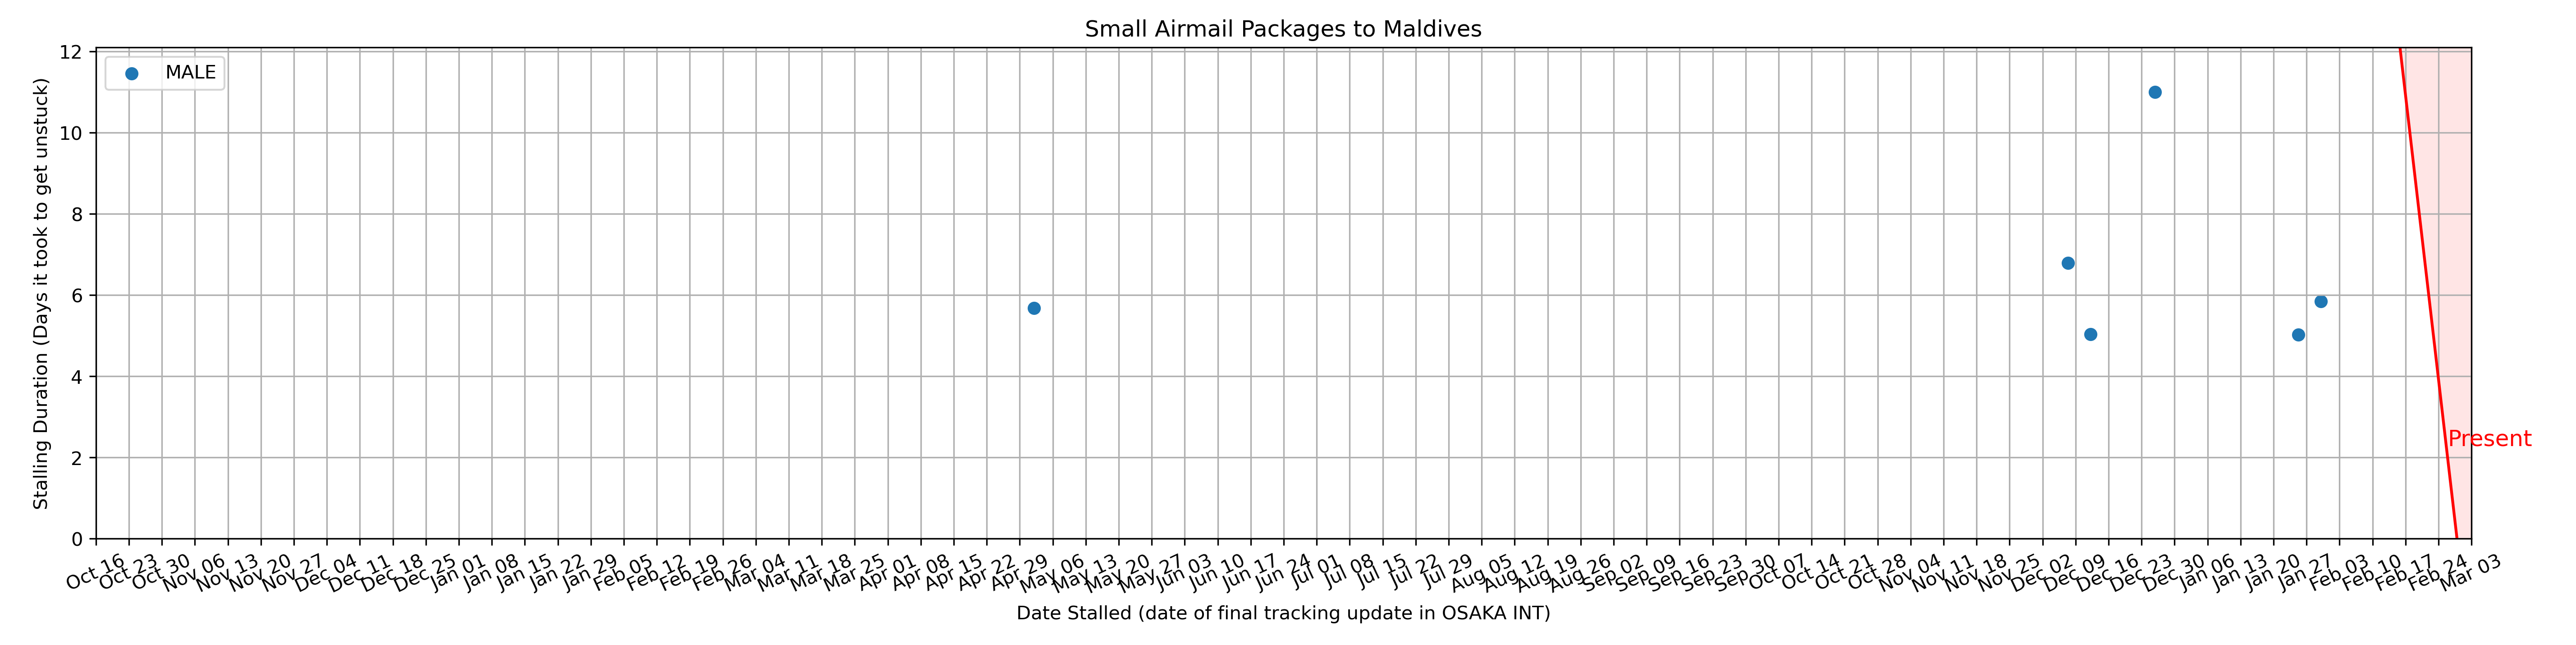 Small Airmail Packages to Maldives
MALE
12
10
8
6
4
2
0
Stalling Duration (Days it took to get unstuck)
Present
Oct 16
Oct 23
Oct 30
Nov 06
Nov 13
Nov 20
Nov 27
Dec 04
Dec 11
Dec 18
Dec 25
Jan 01
Jan 08
Jan 15
Jan 22
Jan 29
Feb 05
Feb 12
Feb 19
Feb 26
Mar 04
Mar 11
Mar 18
Mar 25
Apr 01
Apr 08
Apr 15
Apr 22
Apr 29
May 06
May 13
May 20
May 27
Jun 03
Jun 10
Jun 17
Jun 24
Jul 01
Jul 08
Jul 15
Jul 22
Jul 29
Aug 05
Aug 12
Aug 19
Aug 26
Sep 02
Sep 09
Sep 16
Sep 23
Sep 30
Oct 07
Oct 14
Oct 21
Oct 28
Nov 04
Nov 11
Nov 18
Nov 25
Dec 02
Dec 09
Dec 16
Dec 23
Dec 30
Jan 06
Jan 13
Jan 20
Jan 27
Feb 03
Feb 10
Feb 17
Feb 24
Mar 03
Date Stalled (date of final tracking update in OSAKA INT)